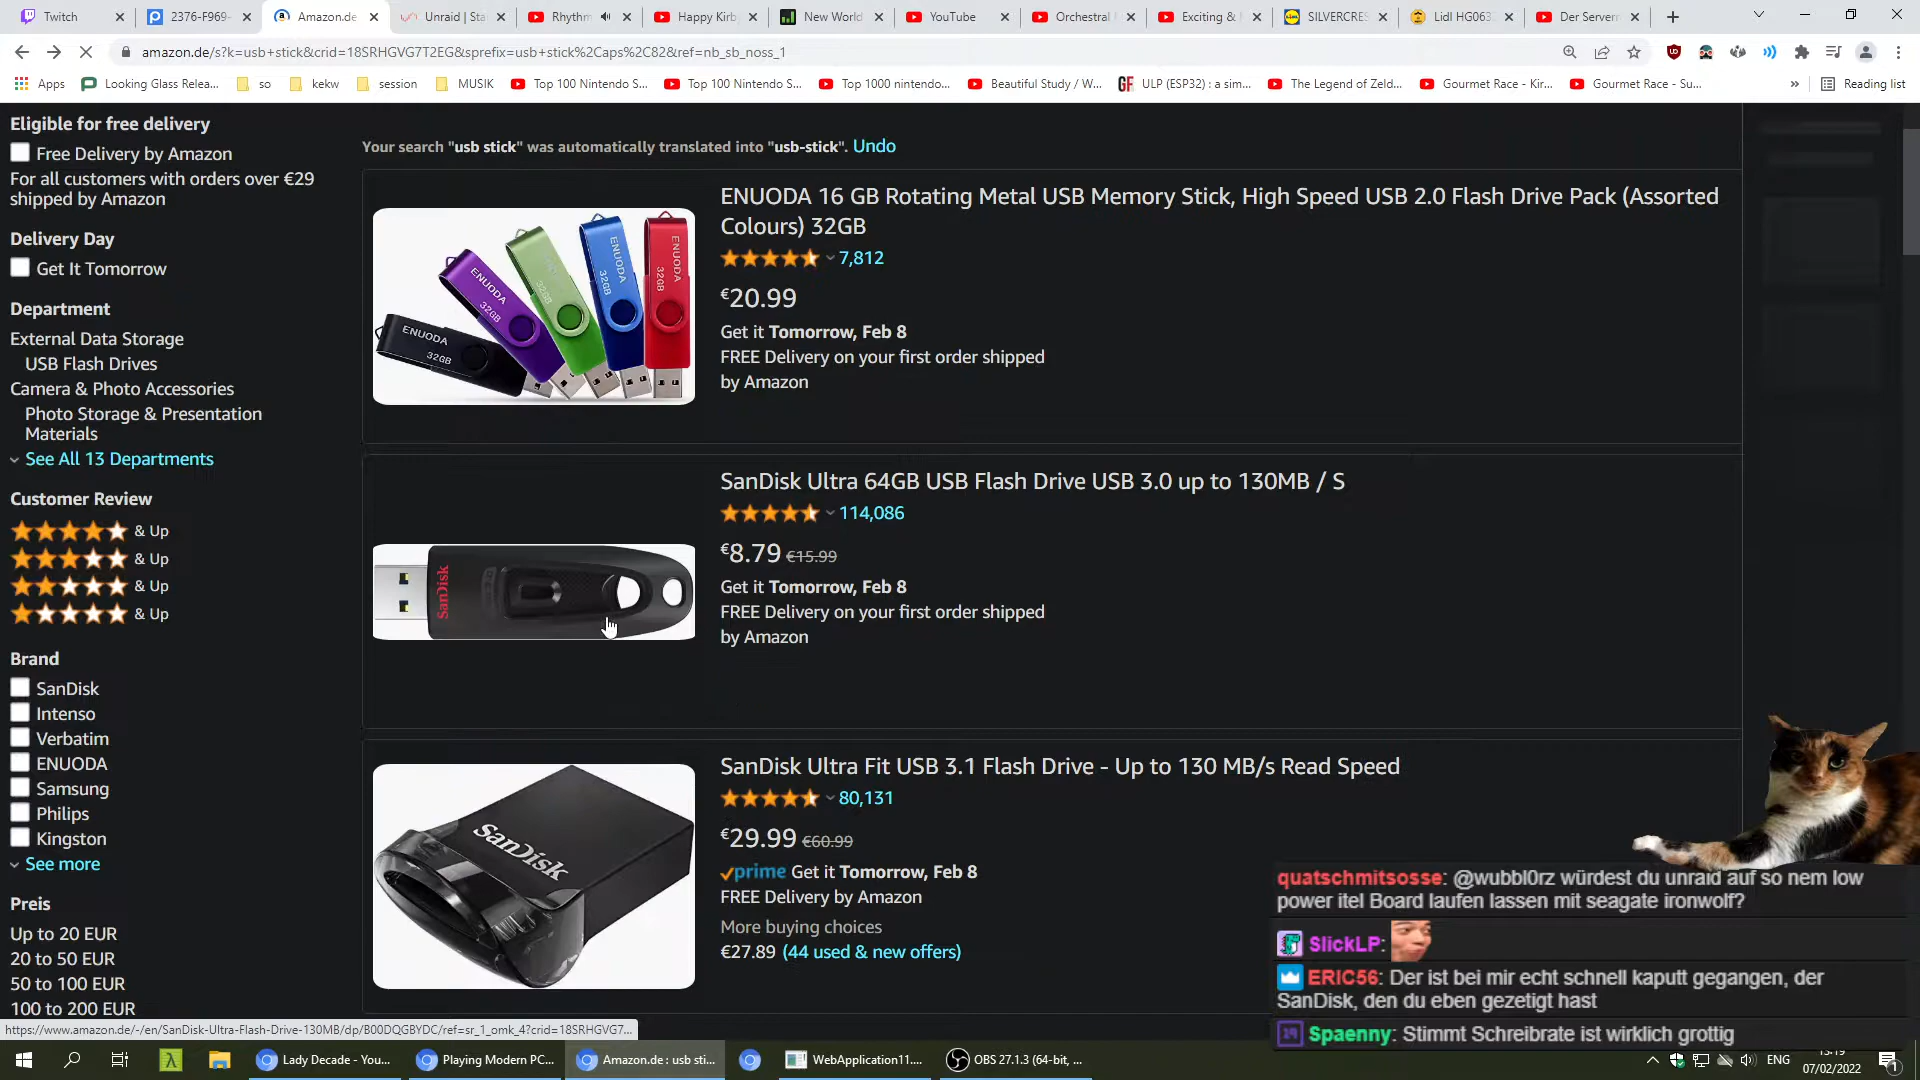 Twitch
2376-F969-
Amazon.de
Unraid | Sta
Rhythm
Happy Kirb
New World
YouTube
Orchestral
Exciting &
SILVERCRES
Lidl HG063
Der Server
amazon.de/s?k=usb+stick&crid=18SRHGVG7T2EG&sprefix=usb+stick%2Caps%2C82&ref=nb_sb_noss_1
Apps
Looking Glass Relea...
so
kekw
session
MUSIK
Top 100 Nintendo S...
Top 100 Nintendo S...
Top 1000 nintendo...
Beautiful Study / W...
GF
ULP (ESP32) : a sim...
The Legend of Zeld...
Gourmet Race - Kir...
Gourmet Race - Su...
»
Reading list
Eligible for free delivery
Free Delivery by Amazon
For all customers with orders over €29
shipped by Amazon
Delivery Day
Get It Tomorrow
Department
External Data Storage
USB Flash Drives
Camera & Photo Accessories
Photo Storage & Presentation
Materials
See All 13 Departments
Customer Review
& Up
& Up
& Up
& Up
Brand
SanDisk
Intenso
Verbatim
ENUODA
Samsung
Philips
Kingston
See more
Preis
Up to 20 EUR
20 to 50 EUR
50 to 100 EUR
100 to 200 EUR
Your search "usb stick" was automatically translated into "usb-stick". Undo
ENUODA
32GB
ENUODA
32GB
32GB
ENUODA
32GB
ENUODA
32GB
ENUODA 16 GB Rotating Metal USB Memory Stick, High Speed USB 2.0 Flash Drive Pack (Assorted
Colours) 32GB
7,812
€20.99
Get it Tomorrow, Feb 8
FREE Delivery on your first order shipped
by Amazon
SanDisk
SanDisk Ultra 64GB USB Flash Drive USB 3.0 up to 130MB / S
114,086
€8.79 €15.99
Get it Tomorrow, Feb 8
FREE Delivery on your first order shipped
by Amazon
SanDisk
SanDisk Ultra Fit USB 3.1 Flash Drive - Up to 130 MB/s Read Speed
80,131
€29.99 €60.99
prime Get it Tomorrow, Feb 8
FREE Delivery by Amazon
More buying choices
€27.89 (44 used & new offers)
quatschmitsosse: @wubbl0rz würdest du unraid auf so nem low
power itel Board laufen lassen mit seagate ironwolf?
SlickLP:
ERIC56: Der ist bei mir echt schnell kaputt gegangen, der
SanDisk, den du eben gezetigt hast
Spaenny: Stimmt Schreibrate ist wirklich grottig
https://www.amazon.de/-/en/SanDisk-Ultra-Flash-Drive-130MB/dp/B00DQGBYDC/ref=sr_1_omk_4?crid=18SRHGVG7...
Lady Decade - You...
Playing Modern PC...
Amazon.de : usb sti...
WebApplication11....
OBS 27.1.3 (64-bit, ...
ENG
07/02/2022
1